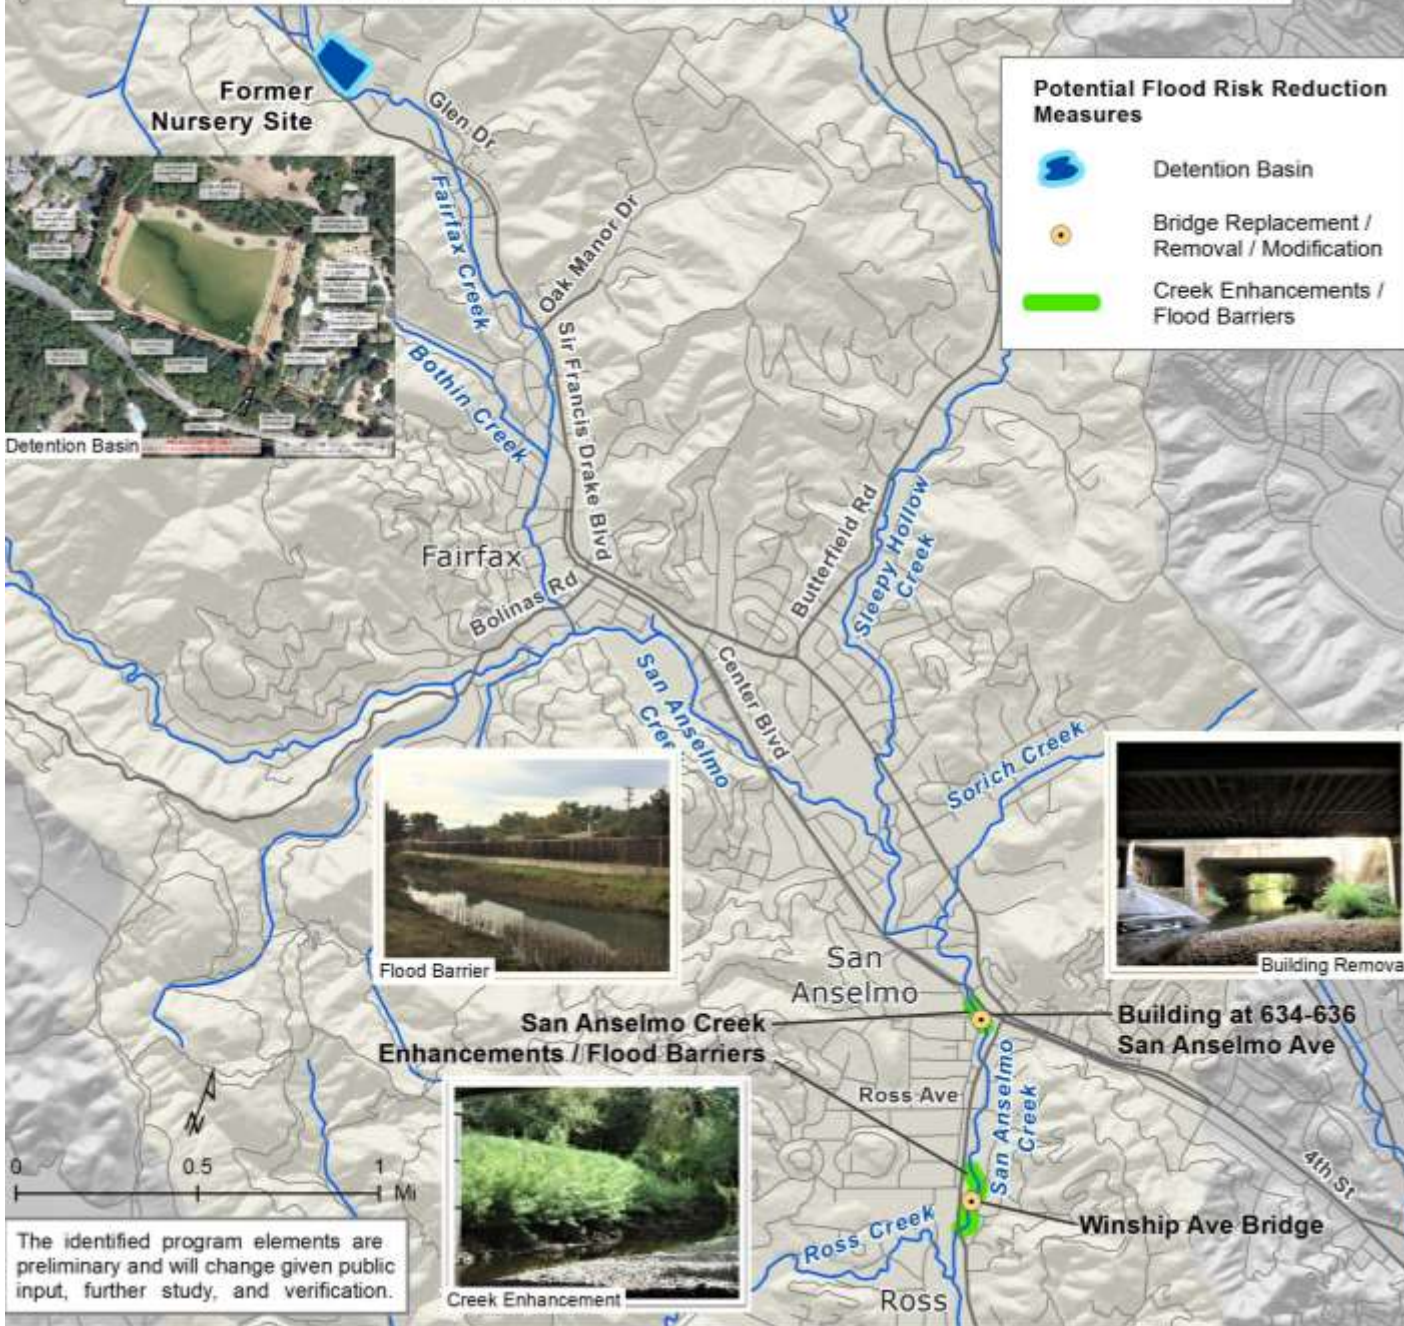 Former
Nursery Site
Glen Dr
Potential Flood Risk Reduction
Measures
Detention Basin
Bridge Replacement /
Removal / Modification
Creek Enhancements /
Flood Barriers
Fairfax Creek
Oak Manor Dr
Sir Francis Drake Blvd
Bothin Creek
Detention Basin
Fairfax
Bolinas Rd
Butterfield Rd
Sleepy Hollow
Creek
San Anselmo
Center Blvd
Sorich Creek
Flood Barrier
San
Anselmo
Building Remova
San Anselmo Creek
Enhancements / Flood Barriers
Building at 634-636
San Anselmo Ave
Ross Ave
San Anselmo
Creek
4th St
0 0.5 1
Mi
Winship Ave Bridge
Ross Creek
Ross
Creek Enhancement
The identified program elements are
preliminary and will change given public
input, further study, and verification.